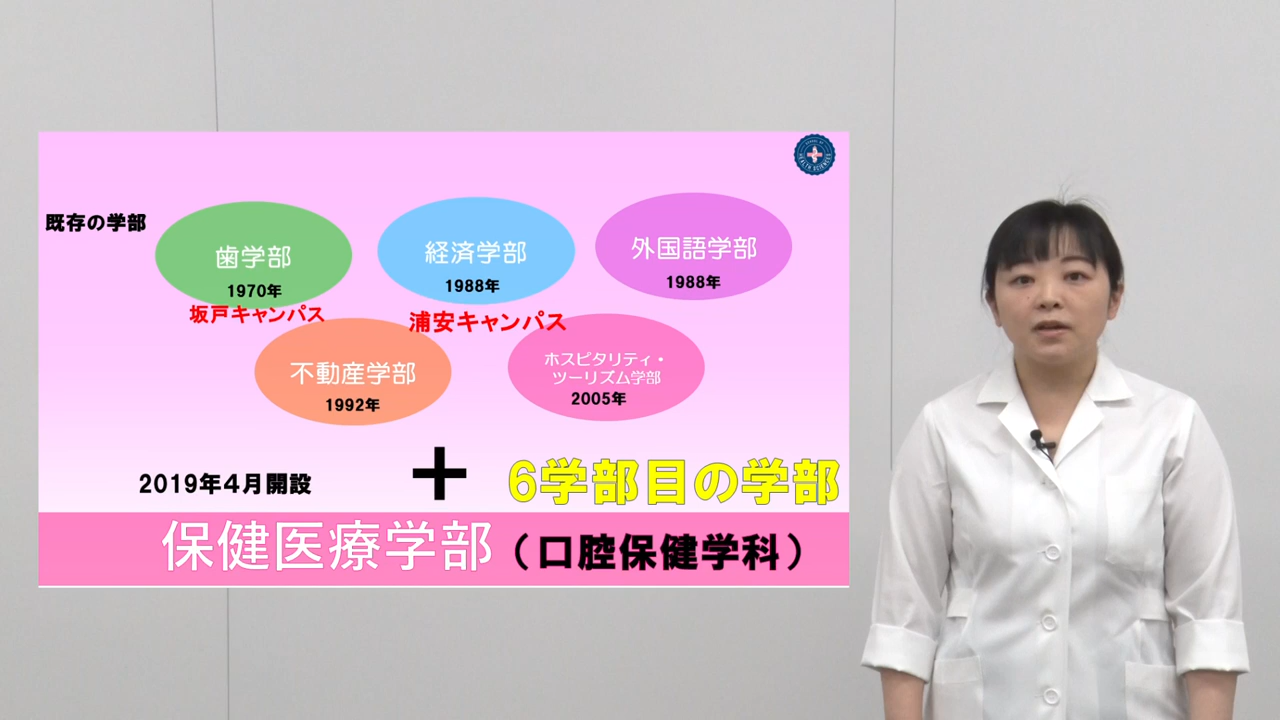 既存の学部
歯学部
1970年
坂戸キャンパス
経済学部
1988年
浦安キャンパス
外国語学部
1988年
不動産学部
1992年
ホスピタリティ・
ツーリズム学部
2005年
2019年4月開設
+
6学部目の学部
保健医療学部(口腔保健学科)
HEALTH SCIENCES